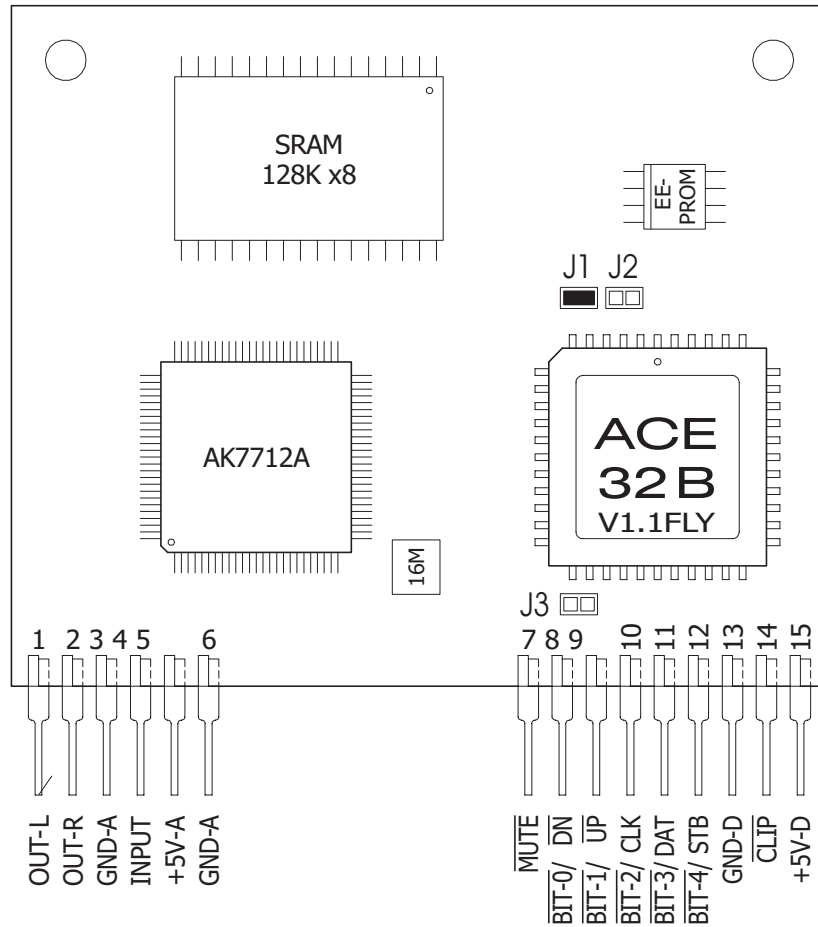 SRAM
128K x8
EE-
PROM
J1 J2
AK7712A
ACE
32B
V1.1FLY
16M
J3
1 2 3 4 5 6
7 8 9 10 11 12 13 14 15
OUT-L
OUT-R
GND-A
INPUT
+5V-A
GND-A
MUTE
BIT-0/ DN
BIT-1/ UP
BIT-2/ CLK
BIT-3/ DAT
BIT-4/ STB
GND-D
CLIP
+5V-D